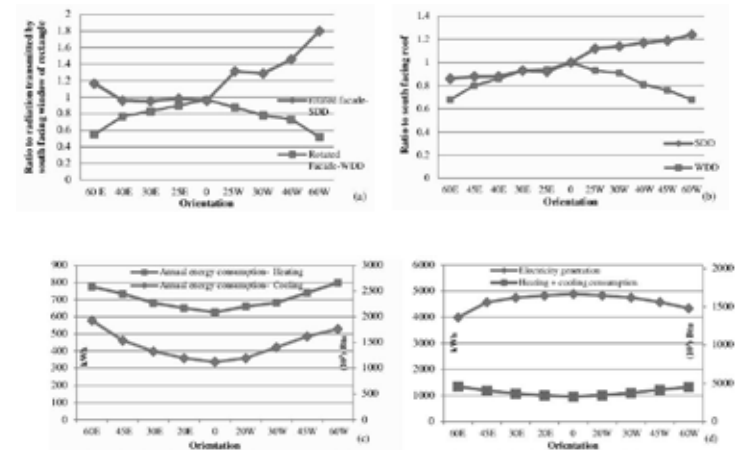 Ratio to radiation transmitted by
south facing window of rectangle
2
1.8
1.6
1.4
1.2
1
0.8
0.6
0.4
0.2
0
Rotated facade-
SDD
Rotated
Facade-WDD
60 E 40E 30E 25E 0 25W 30W 40W 60W
Orientation
(a)
Ratio to south facing roof
1.4
1.2
1
0.8
0.6
0.4
0.2
0
SDD
WDD
60E 45E 40E 30E 25E 0 25W 30W 40W 45W 60W
Orientation
(b)
900
800
700
600
500
400
300
200
100
0
kWh
Annual energy consumption- Heating
Annual energy consumption- Cooling
3000
2500
2000
1500
1000
500
0
(10³) Btu
60E 45E 30E 20E 0 20W 30W 45W 60W
Orientation
(c)
6000
5000
4000
3000
2000
1000
0
kWh
Electricity generation
Heating + cooling consumption
2000
1500
1000
5000
0
(10³) Btu
60E 45E 30E 20E 0 20W 30W 45W 60W
Orientation
(d)